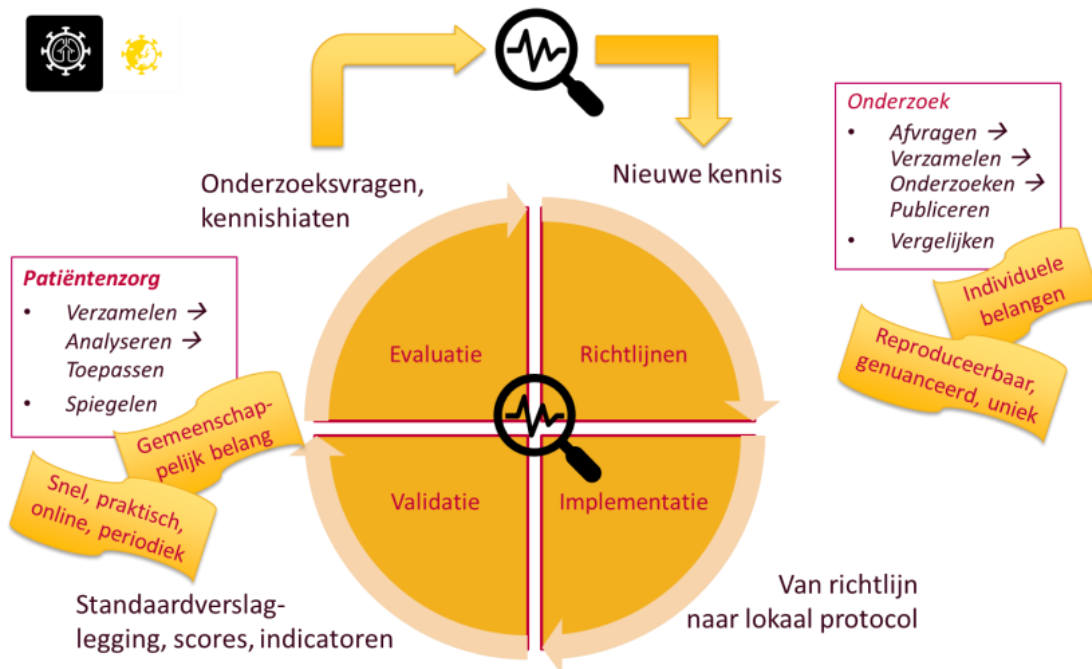 Onderzoeksvragen,
kennishiaten
Nieuwe kennis
Onderzoek
• Afvragen →
Verzamelen →
Onderzoeken →
Publiceren
• Vergelijken
Individuele
belangen
Reproduceerbaar,
genuanceerd, uniek
Patiëntenzorg
• Verzamelen →
Analyseren →
Toepassen
• Spiegelen
Gemeenschap-
pelijk belang
Snel, praktisch,
online, periodiek
Evaluatie
Richtlijnen
Validatie
Implementatie
Standaardverslag-
legging, scores, indicatoren
Van richtlijn
naar lokaal protocol